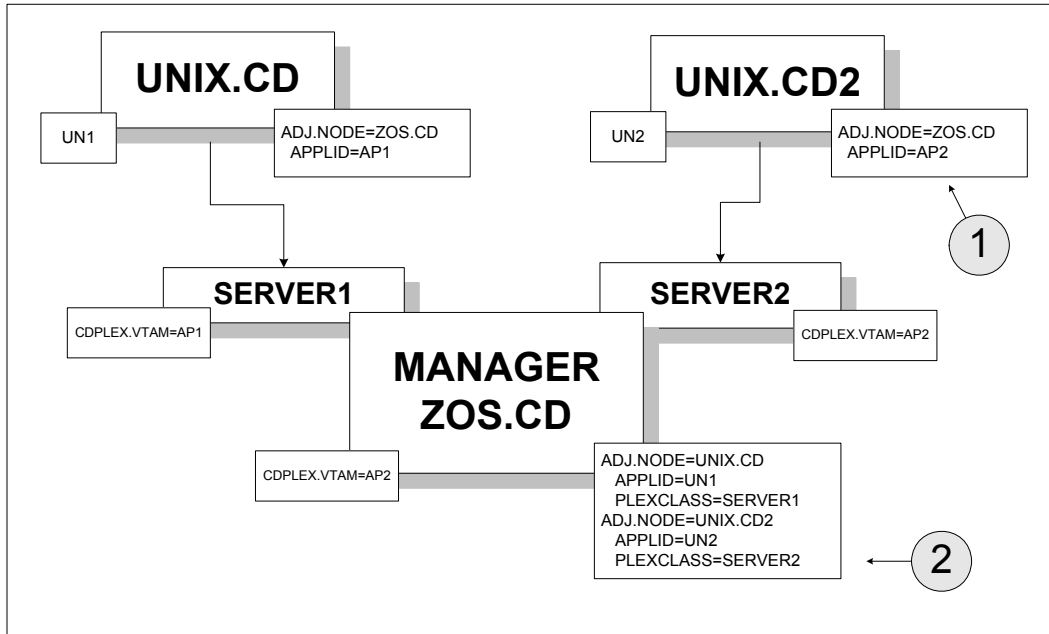 UNIX.CD
UN1
ADJ.NODE=ZOS.CD
APPLID=AP1
UNIX.CD2
UN2
ADJ.NODE=ZOS.CD
APPLID=AP2
1
SERVER1
CDPLEX.VTAM=AP1
SERVER2
CDPLEX.VTAM=AP2
MANAGER
ZOS.CD
CDPLEX.VTAM=AP2
ADJ.NODE=UNIX.CD
APPLID=UN1
PLEXCLASS=SERVER1
ADJ.NODE=UNIX.CD2
APPLID=UN2
PLEXCLASS=SERVER2
2